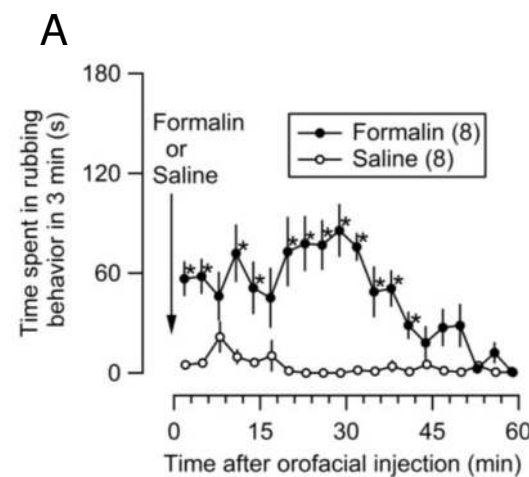 A
180
120
60
0
Time spent in rubbing
behavior in 3 min (s)
Formalin
or
Saline
Formalin (8)
Saline (8)
* * * * * * * * * * * *
0 15 30 45 60
Time after orofacial injection (min)